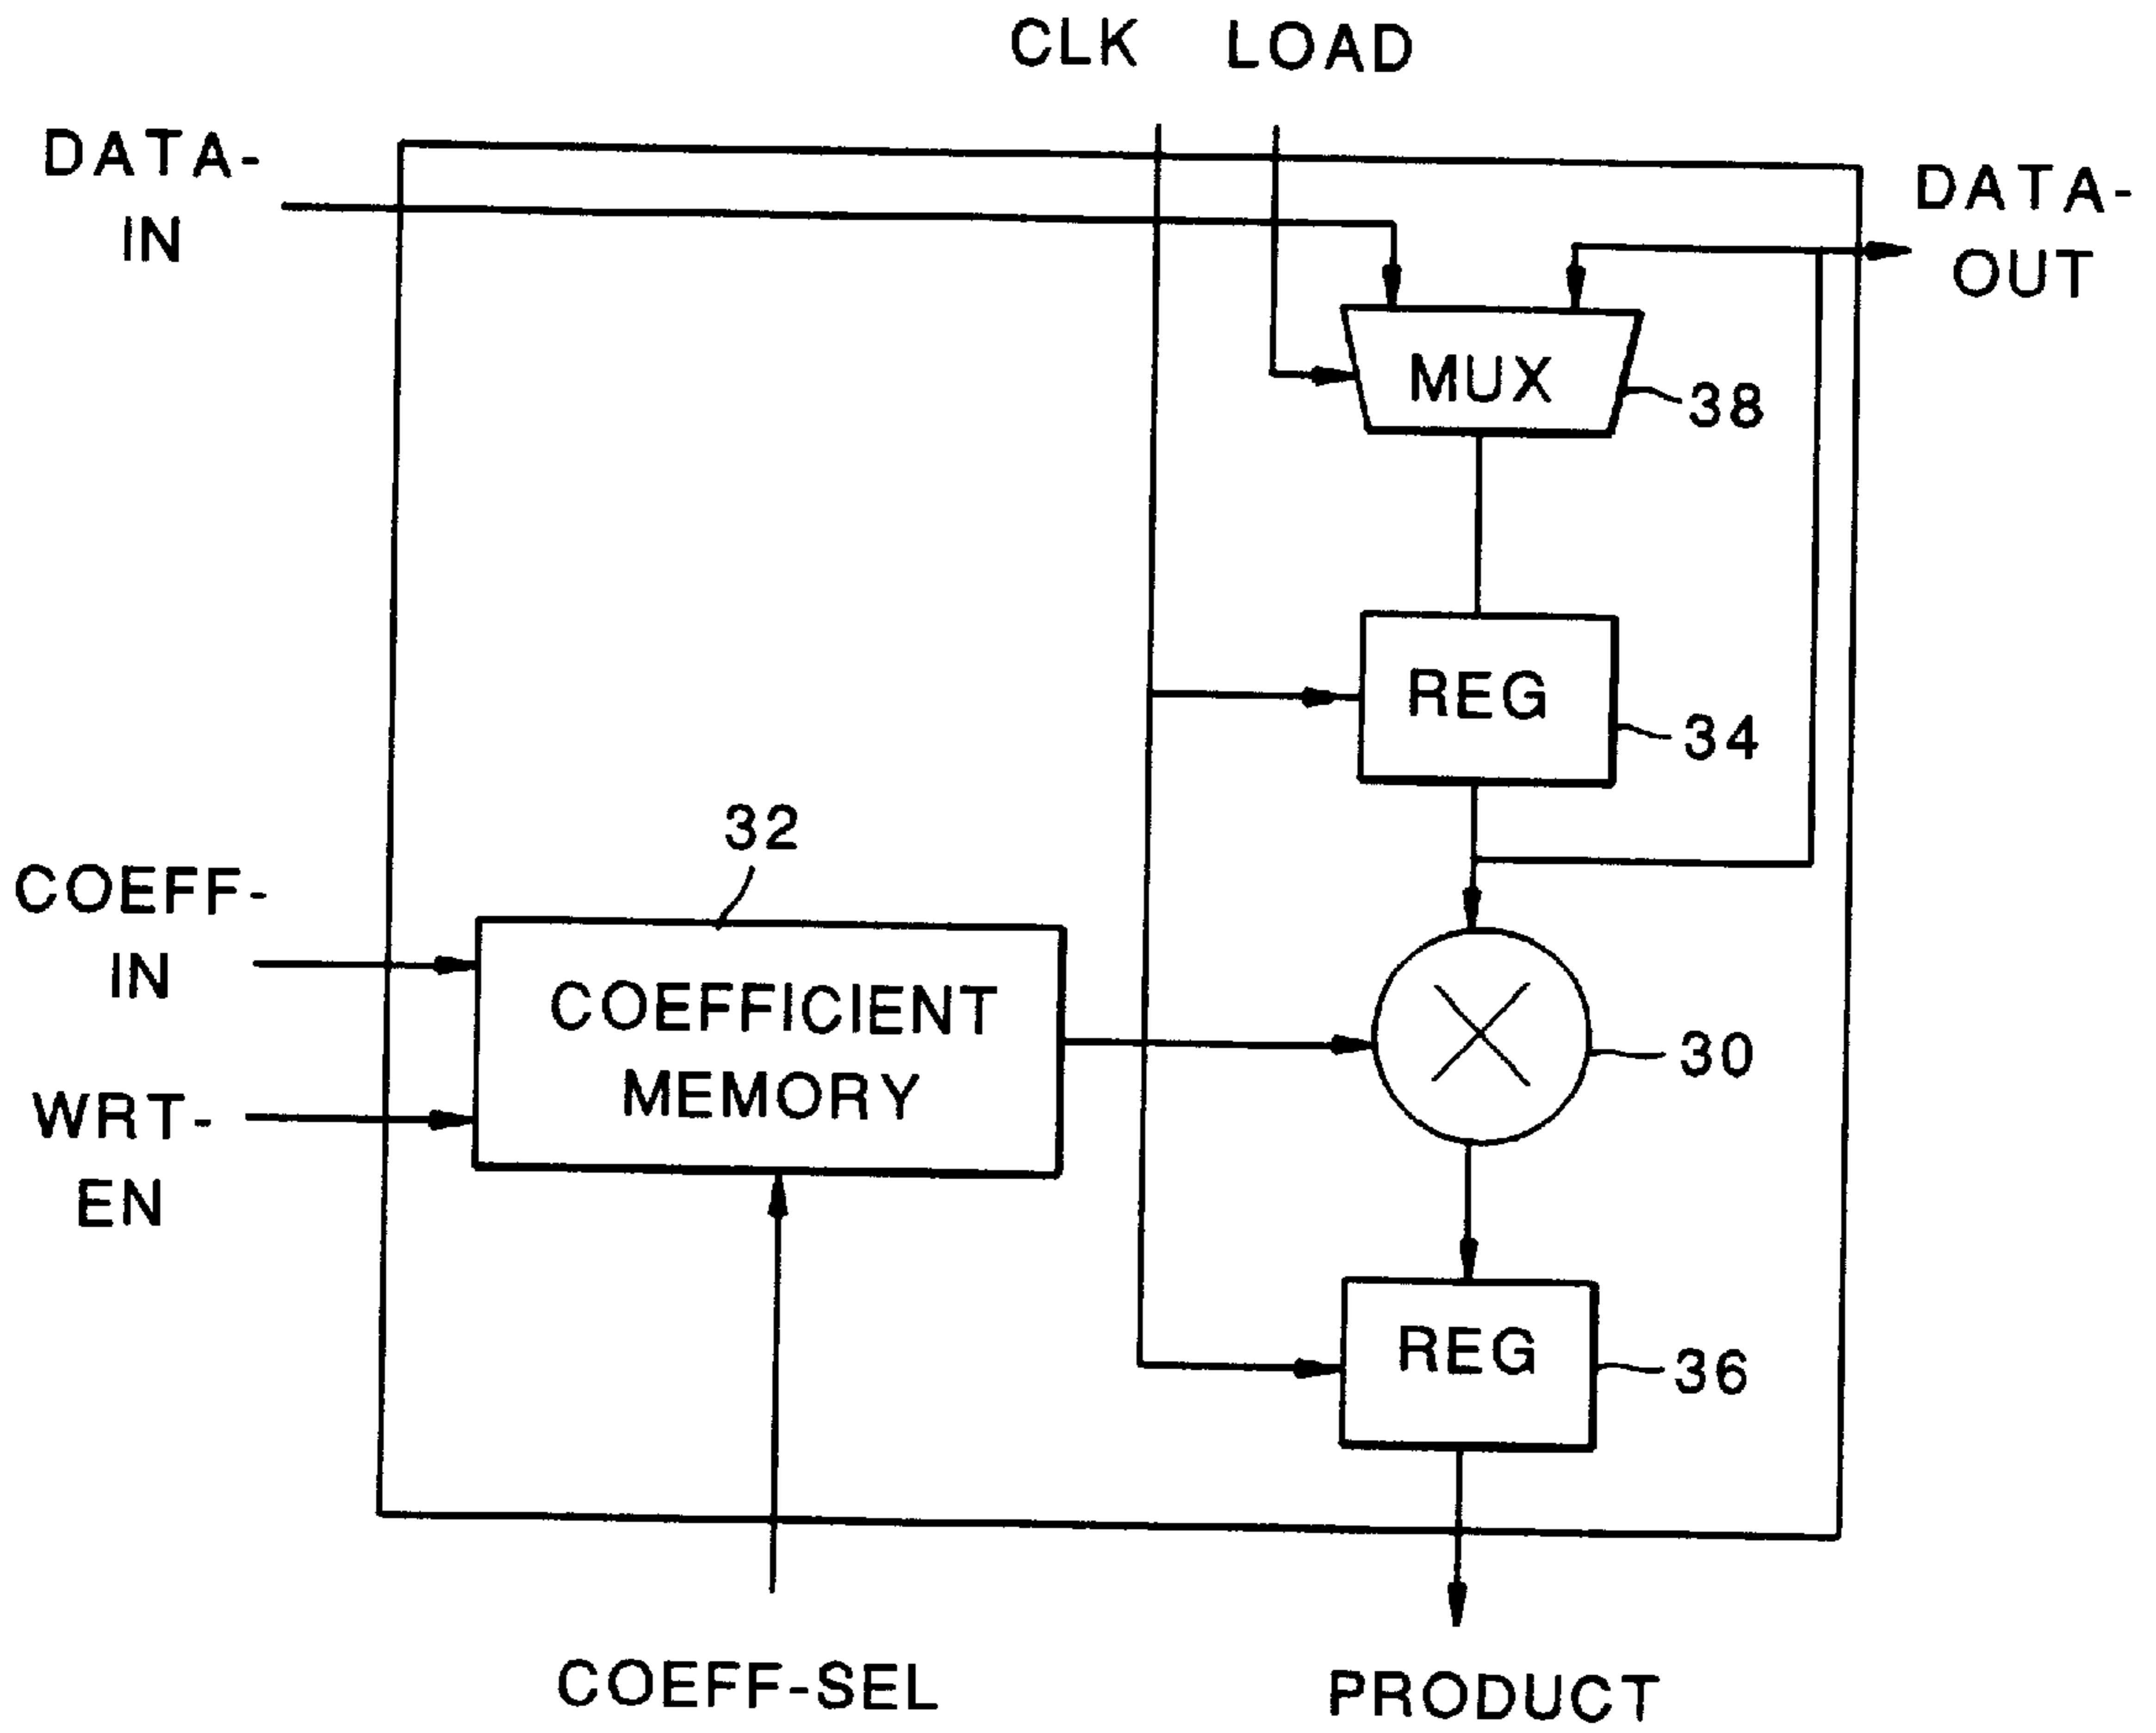 CLK LOAD
DATA-
IN
DATA-
OUT
MUX
38
REG
34
32
COEFF-
IN
COEFFICIENT
MEMORY
30
WRT-
EN
REG
36
COEFF-SEL
PRODUCT